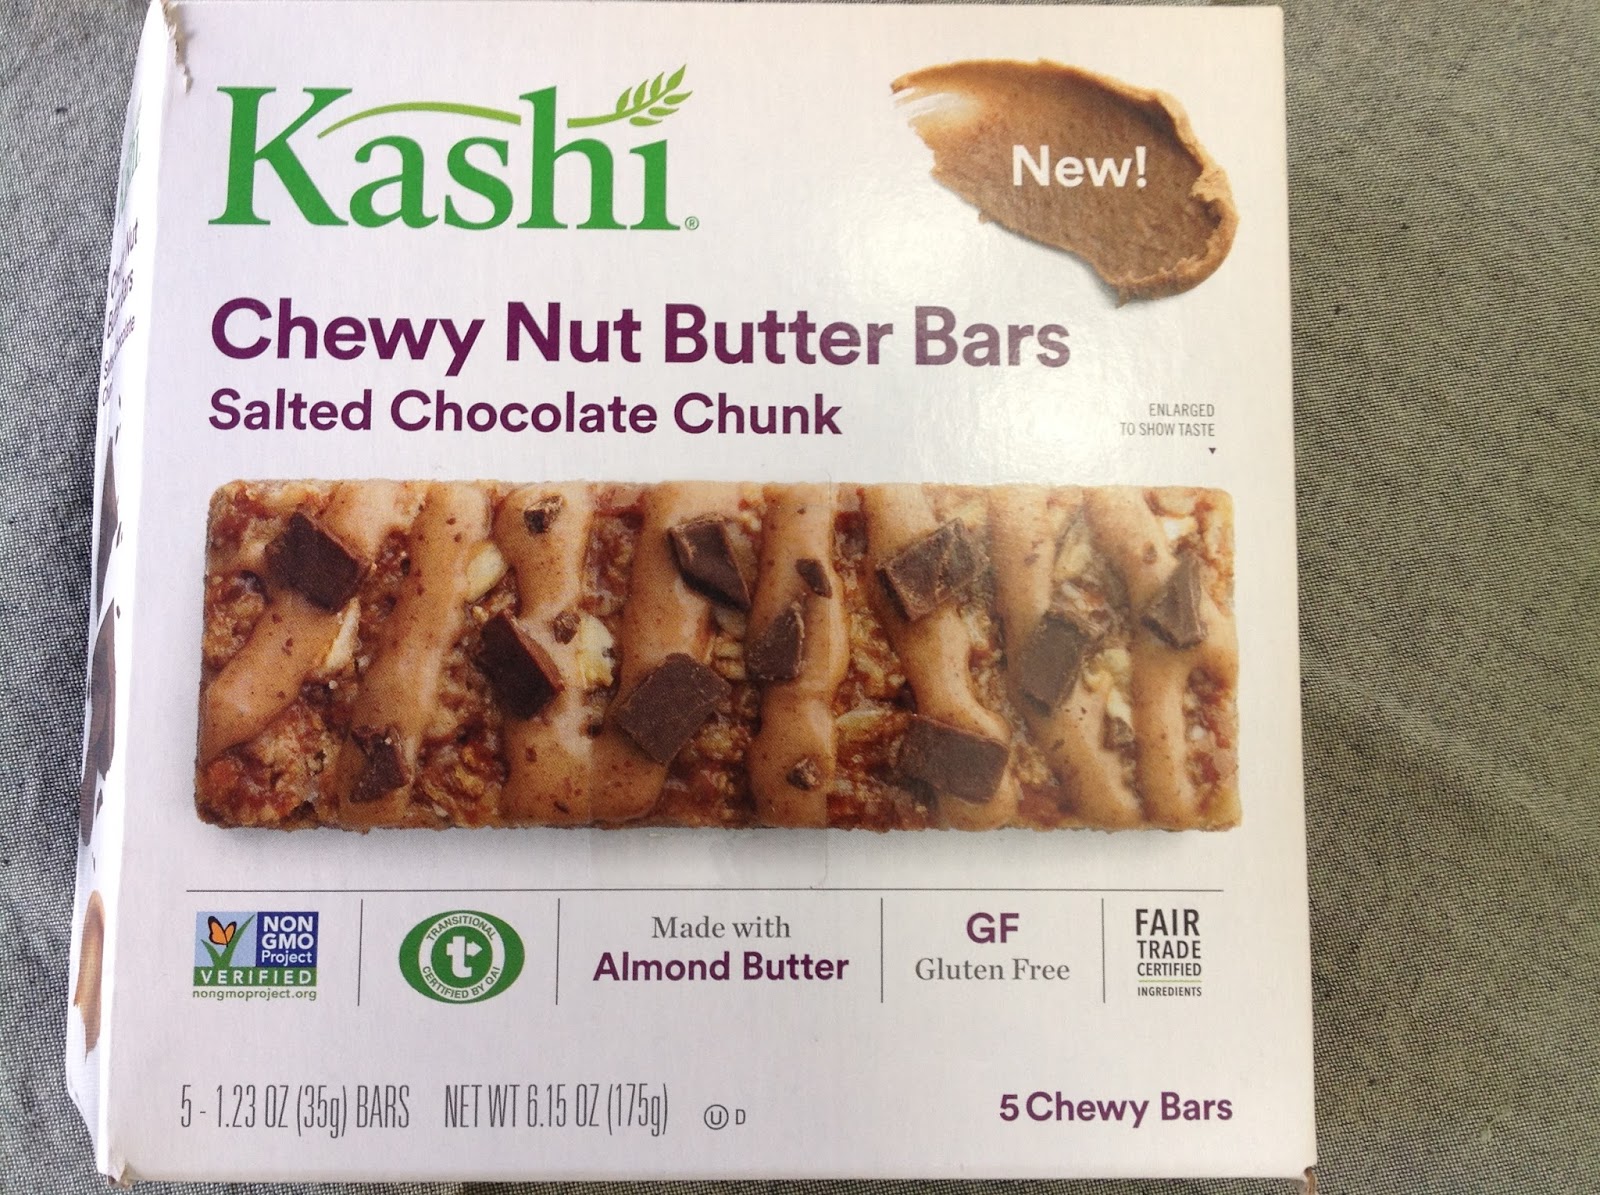 Kashi®
New!
Chewy Nut Butter Bars
Salted Chocolate Chunk
ENLARGED
TO SHOW TASTE
NON
GMO
Project
VERIFIED
nongmoproject.org
TRANSITIONAL
t
CERTIFIED BY QAI
Made with
Almond Butter
GF
Gluten Free
FAIR
TRADE
CERTIFIED
INGREDIENTS
5 - 1.23 OZ (35g) BARS NET WT 6.15 OZ (175g) U D
5 Chewy Bars